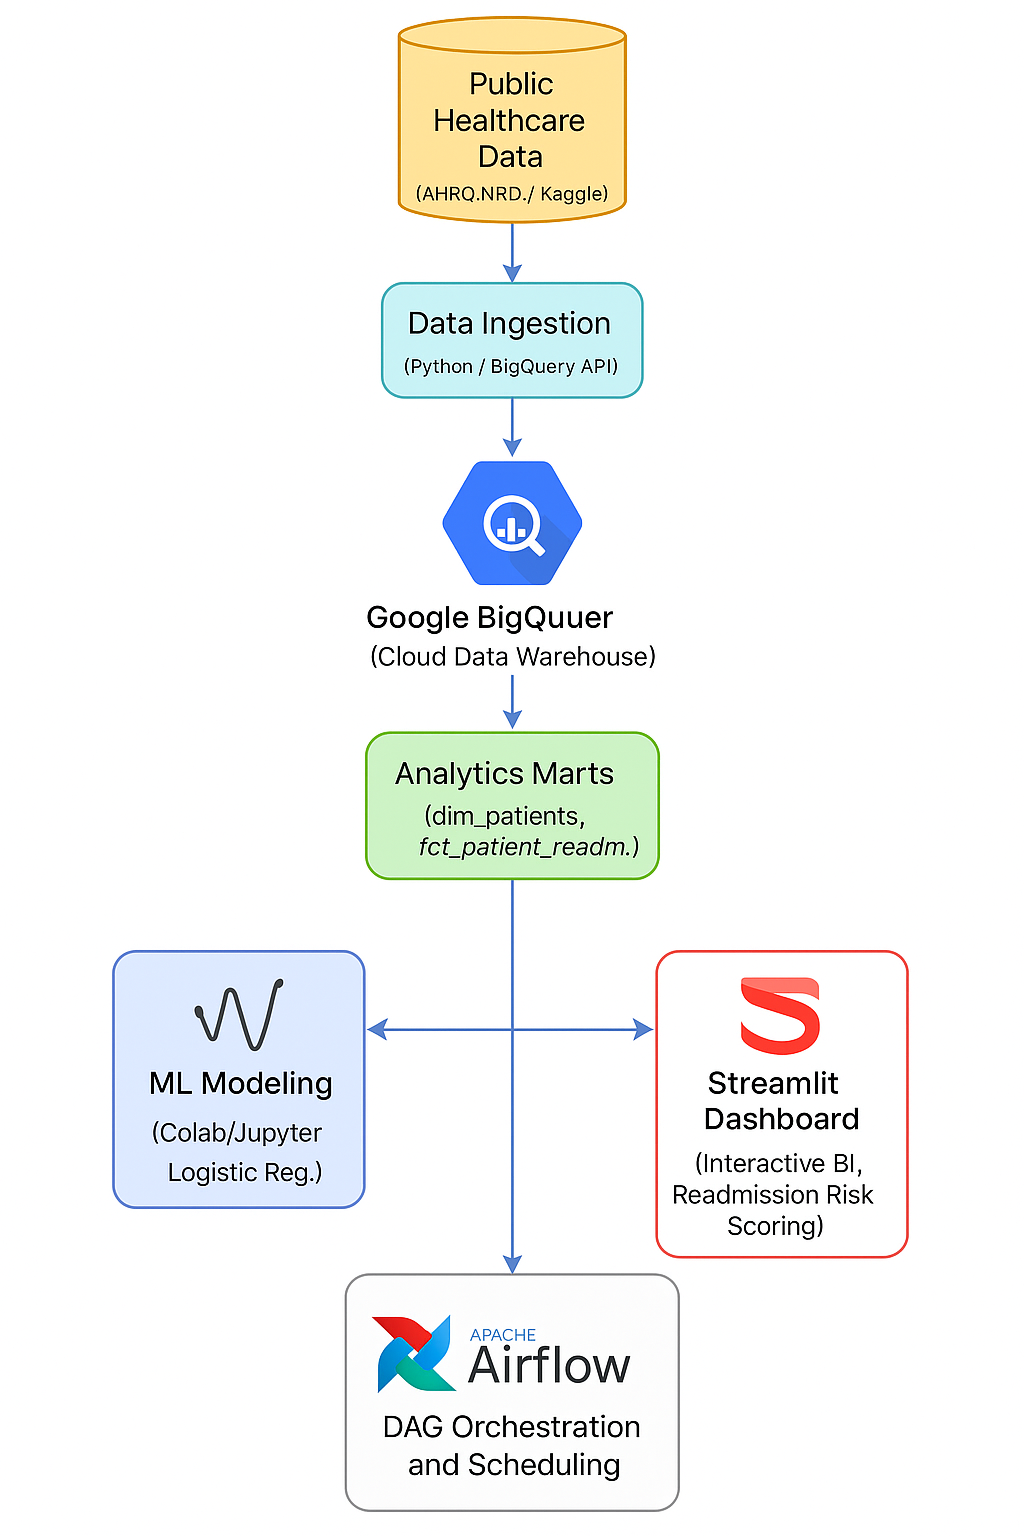 Public
Healthcare
Data
(AHRQ.NRD./ Kaggle)
Data Ingestion
(Python / BigQuery API)
Google BigQuuer
(Cloud Data Warehouse)
Analytics Marts
(dim_patients,
fct_patient_readm.)
ML Modeling
(Colab/Jupyter
Logistic Reg.)
Streamlit
Dashboard
(Interactive BI,
Readmission Risk
Scoring)
APACHE
Airflow
DAG Orchestration
and Scheduling